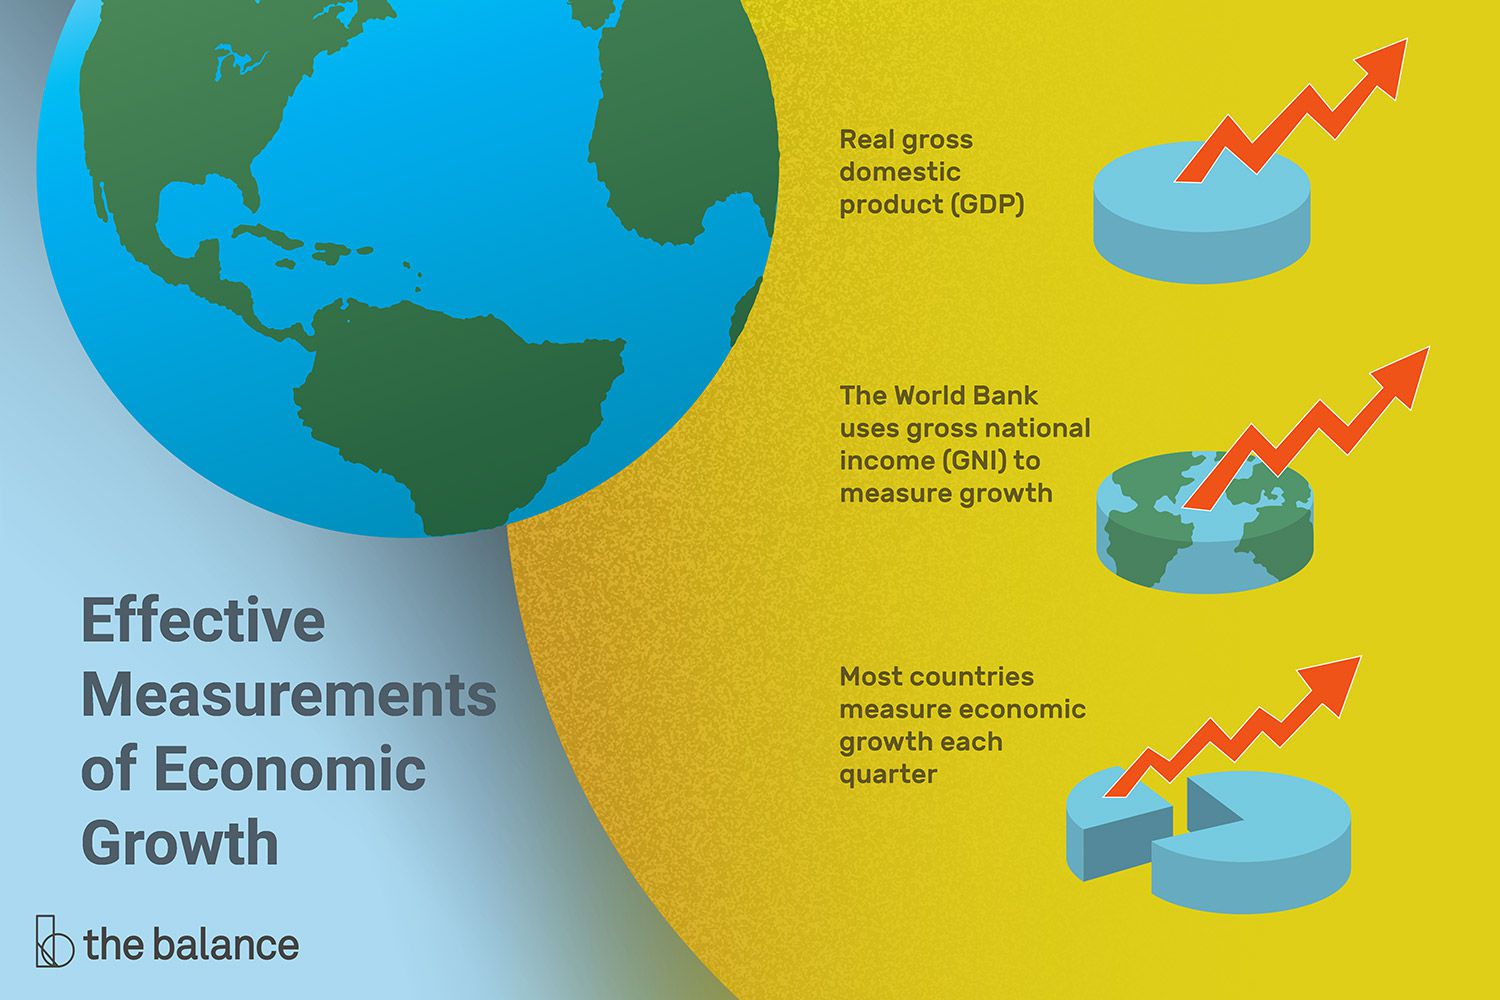 Real gross
domestic
product (GDP)
The World Bank
uses gross national
income (GNI) to
measure growth
Most countries
measure economic
growth each
quarter
Effective
Measurements
of Economic
Growth
the balance